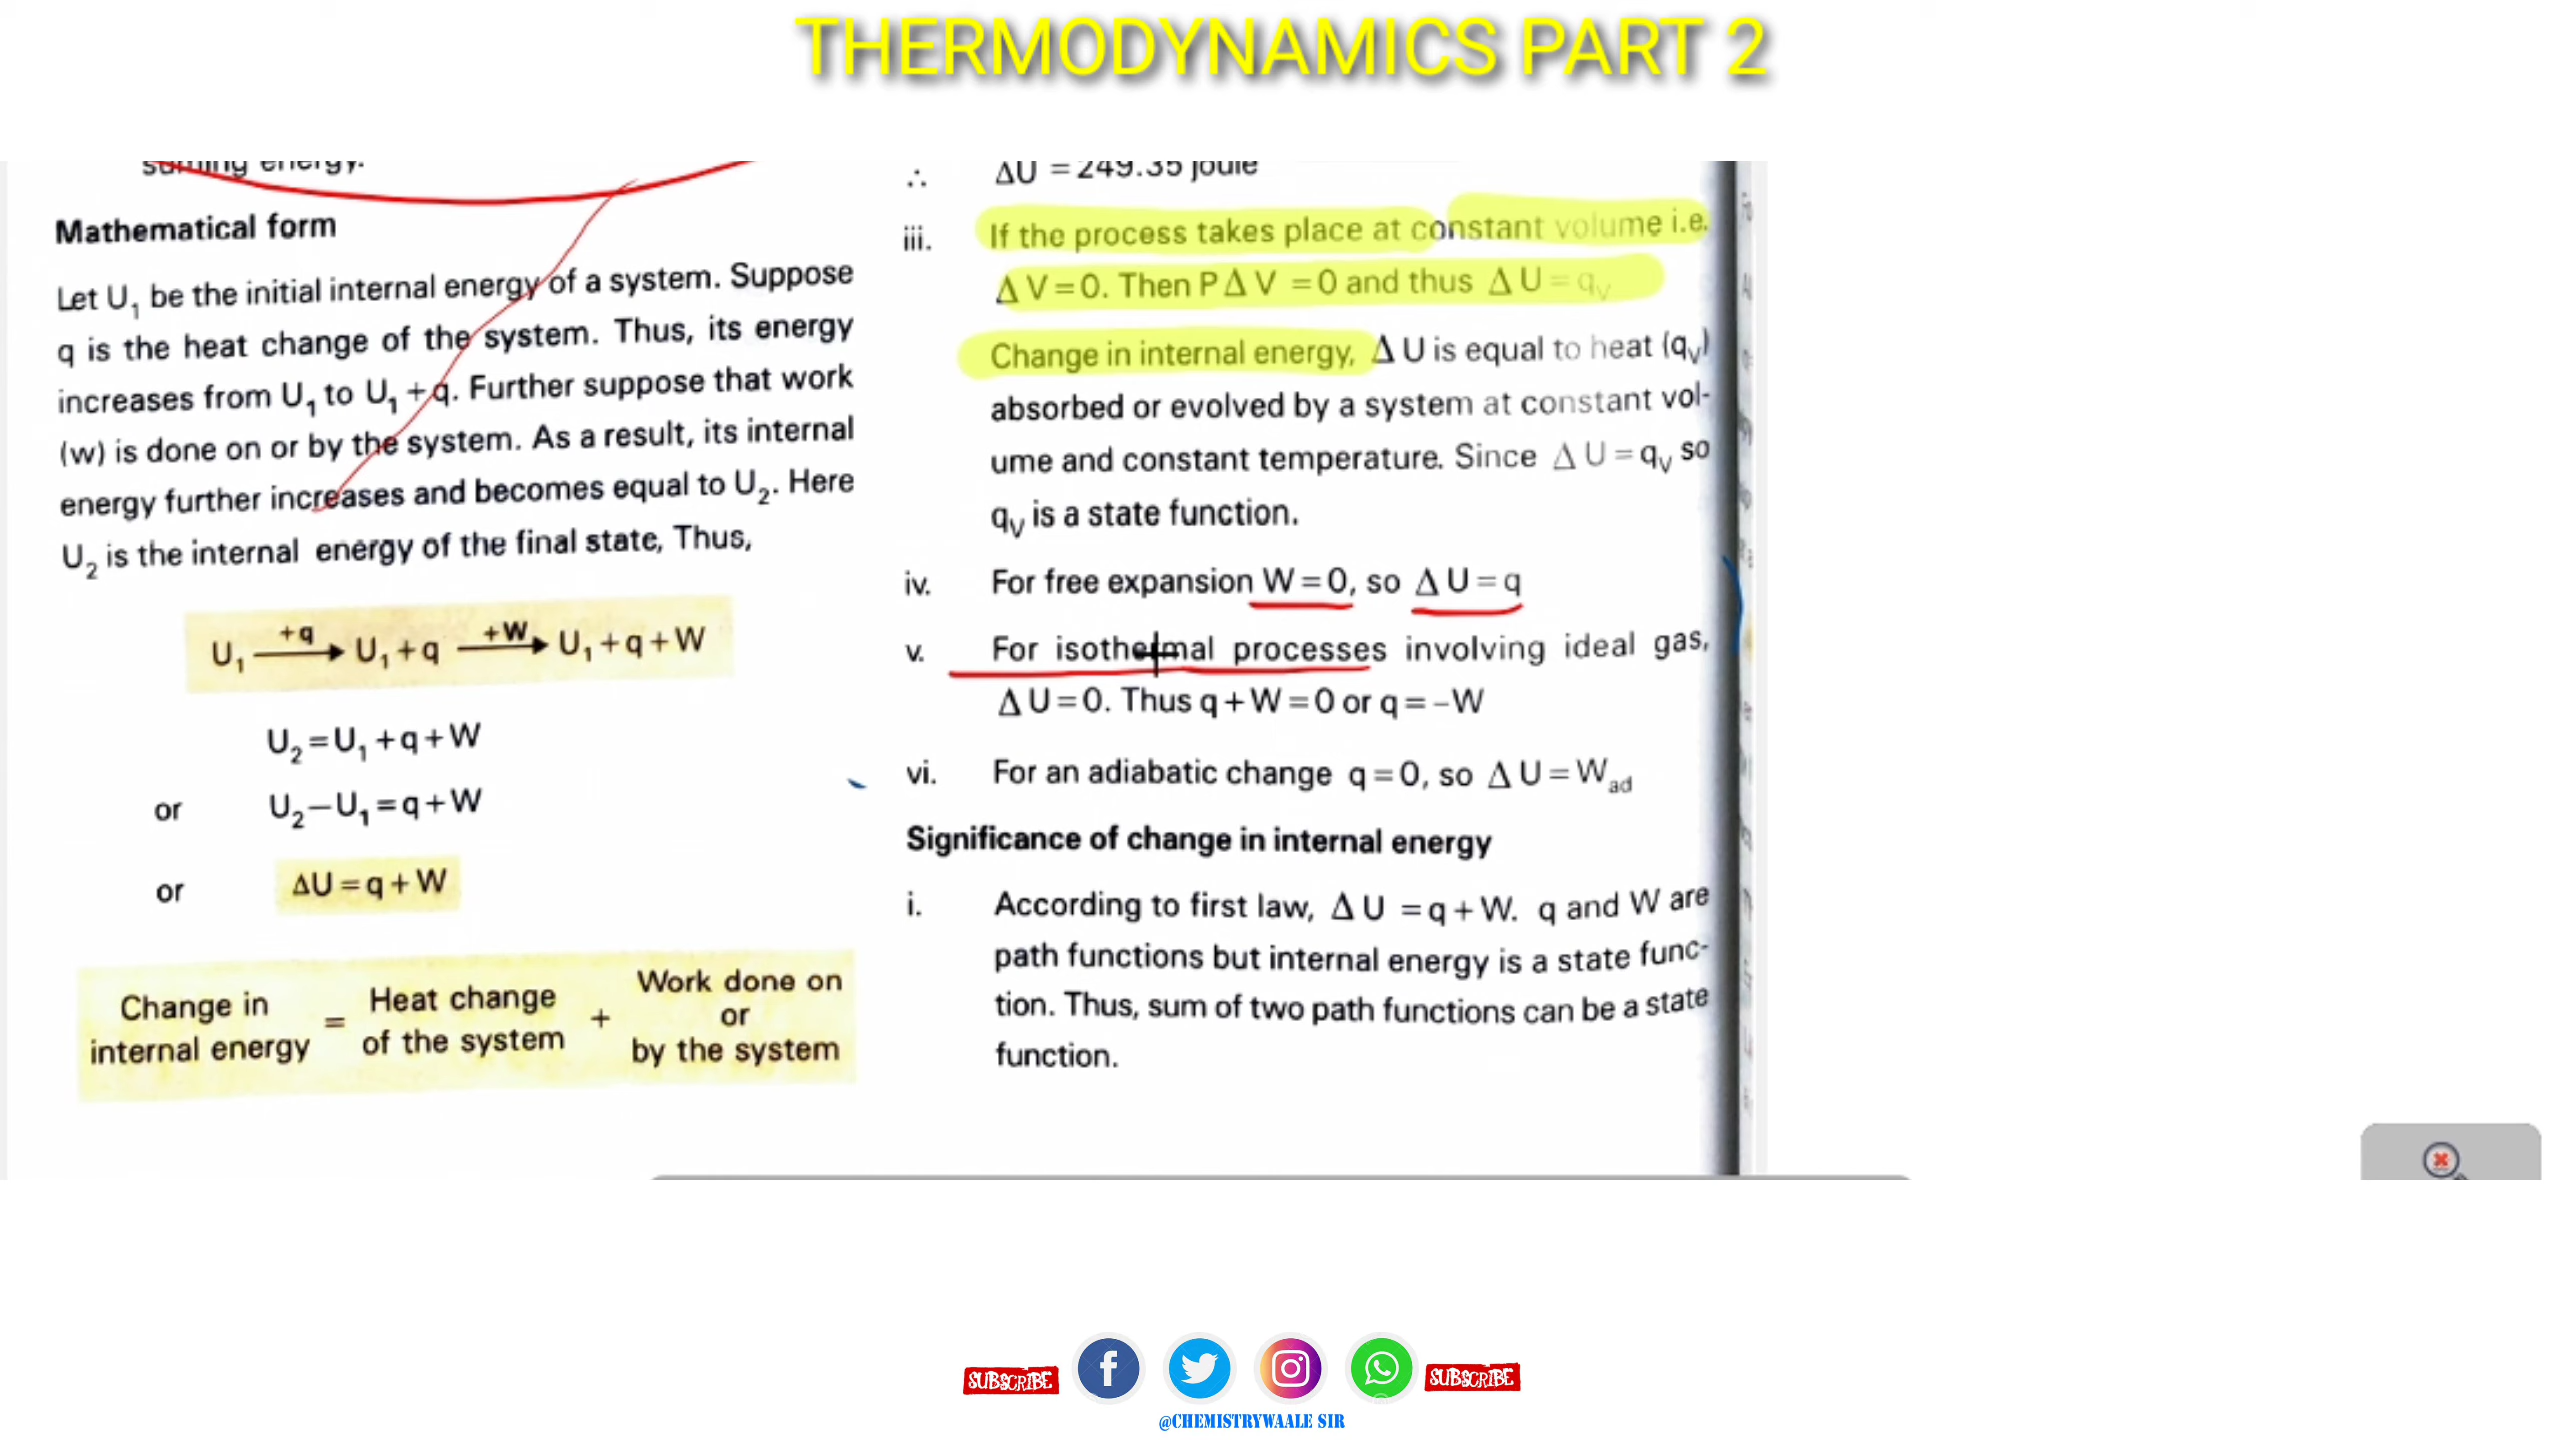 THERMODYNAMICS PART 2
suming energy.
Mathematical form
Let U₁ be the initial internal energy of a system. Suppose
q is the heat change of the system. Thus, its energy
increases from U₁ to U₁ + q. Further suppose that work
(w) is done on or by the system. As a result, its internal
energy further increases and becomes equal to U₂. Here
U₂ is the internal energy of the final state, Thus,
U₁ +q→ U₁ + q +W→ U₁ + q + W
U₂ = U₁ + q + W
or U₂ – U₁ = q + W
or ΔU = q + W
Change in internal energy = Heat change of the system + Work done on or by the system
∴ ΔU = 249.35 joule
iii. If the process takes place at constant volume i.e.
ΔV = 0. Then PΔV = 0 and thus ΔU = qᵥ
Change in internal energy, ΔU is equal to heat (qᵥ)
absorbed or evolved by a system at constant vol-
ume and constant temperature. Since ΔU = qᵥ so
qᵥ is a state function.
iv. For free expansion W = 0, so ΔU = q
v. For isothermal processes involving ideal gas,
ΔU = 0. Thus q + W = 0 or q = – W
vi. For an adiabatic change q = 0, so ΔU = W_ad
Significance of change in internal energy
i. According to first law, ΔU = q + W. q and W are
path functions but internal energy is a state func-
tion. Thus, sum of two path functions can be a state
function.
SUBSCRIBE
SUBSCRIBE
@CHEMISTRYWAALE SIR